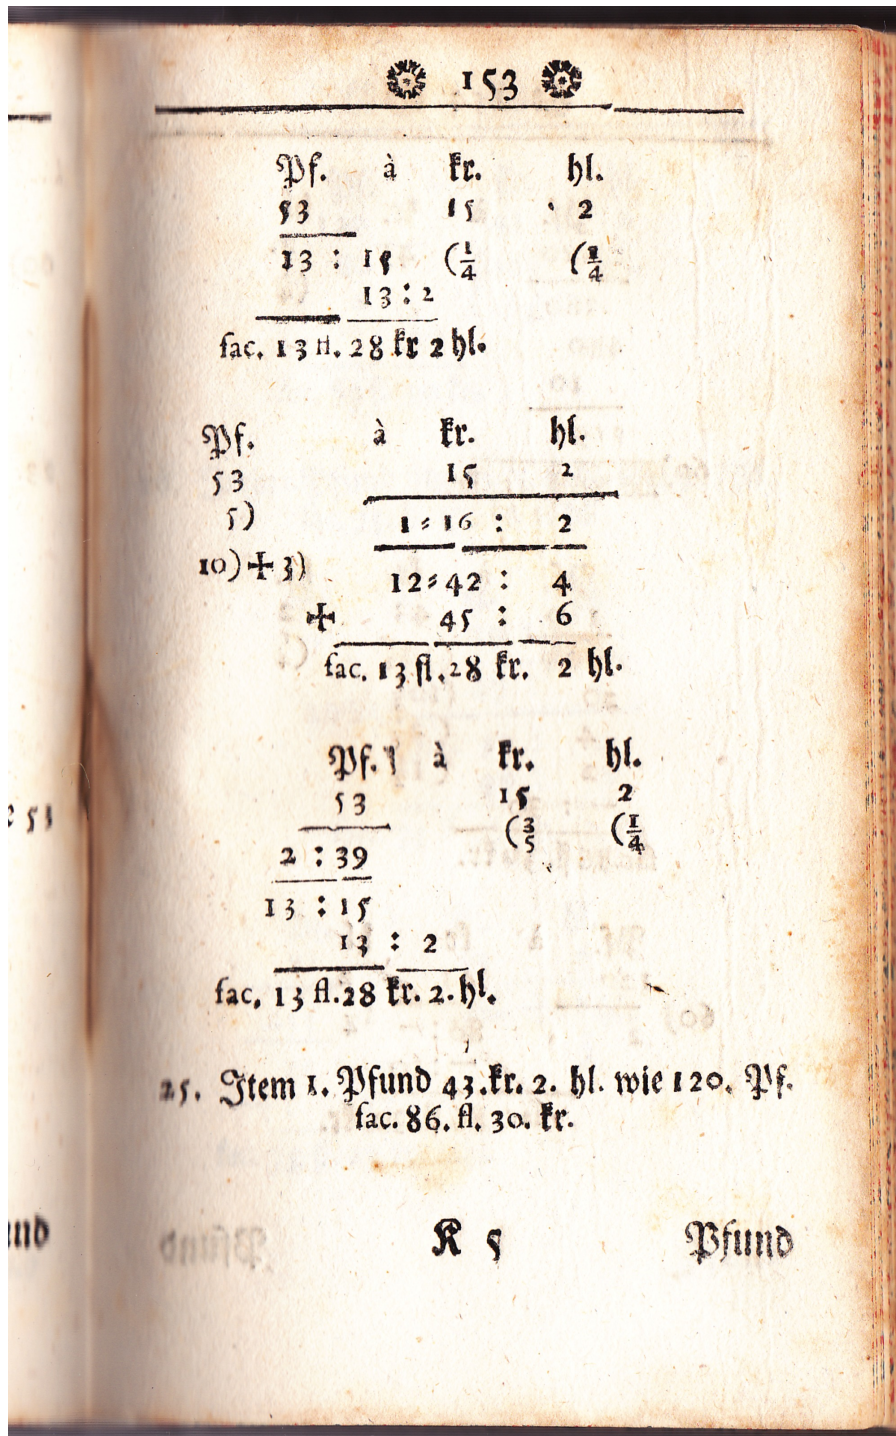 153
Pf. à kr. hl.
53 15 2
13 : 15 (1/4 (1/4
13 : 2
fac. 13 fl. 28 kr 2 hl.
Pf. à kr. hl.
53 15 2
5) 1 ⸗ 16 : 2
10) + 3) 12 ⸗ 42 : 4
+ 45 : 6
fac. 13 fl. 28 kr. 2 hl.
Pf. à kr. hl.
53 15 2
(3/5 (1/4
2 : 39
13 : 15
13 : 2
fac. 13 fl. 28 kr. 2. hl.
25. Item 1. Pfund 43. kr. 2. hl. wie 120. Pf.
fac. 86. fl. 30. kr.
K 5 Pfund